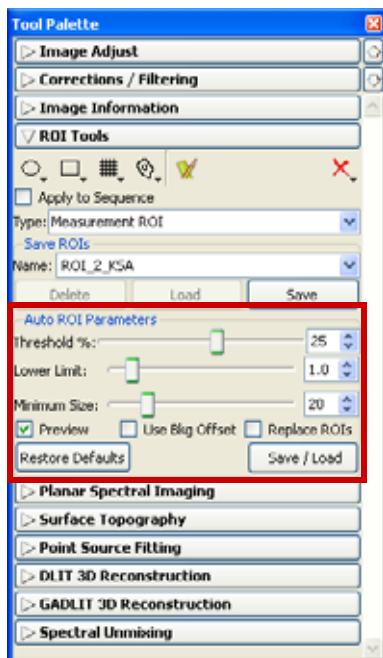 Tool Palette
Image Adjust
Corrections / Filtering
Image Information
ROI Tools
Apply to Sequence
Type: Measurement ROI
Save ROIs
Name: ROI_2_KSA
Delete Load Save
Auto ROI Parameters
Threshold %: 25
Lower Limit: 1.0
Minimum Size: 20
Preview Use Bkg Offset Replace ROIs
Restore Defaults Save / Load
Planar Spectral Imaging
Surface Topography
Point Source Fitting
DLIT 3D Reconstruction
GADLIT 3D Reconstruction
Spectral Unmixing